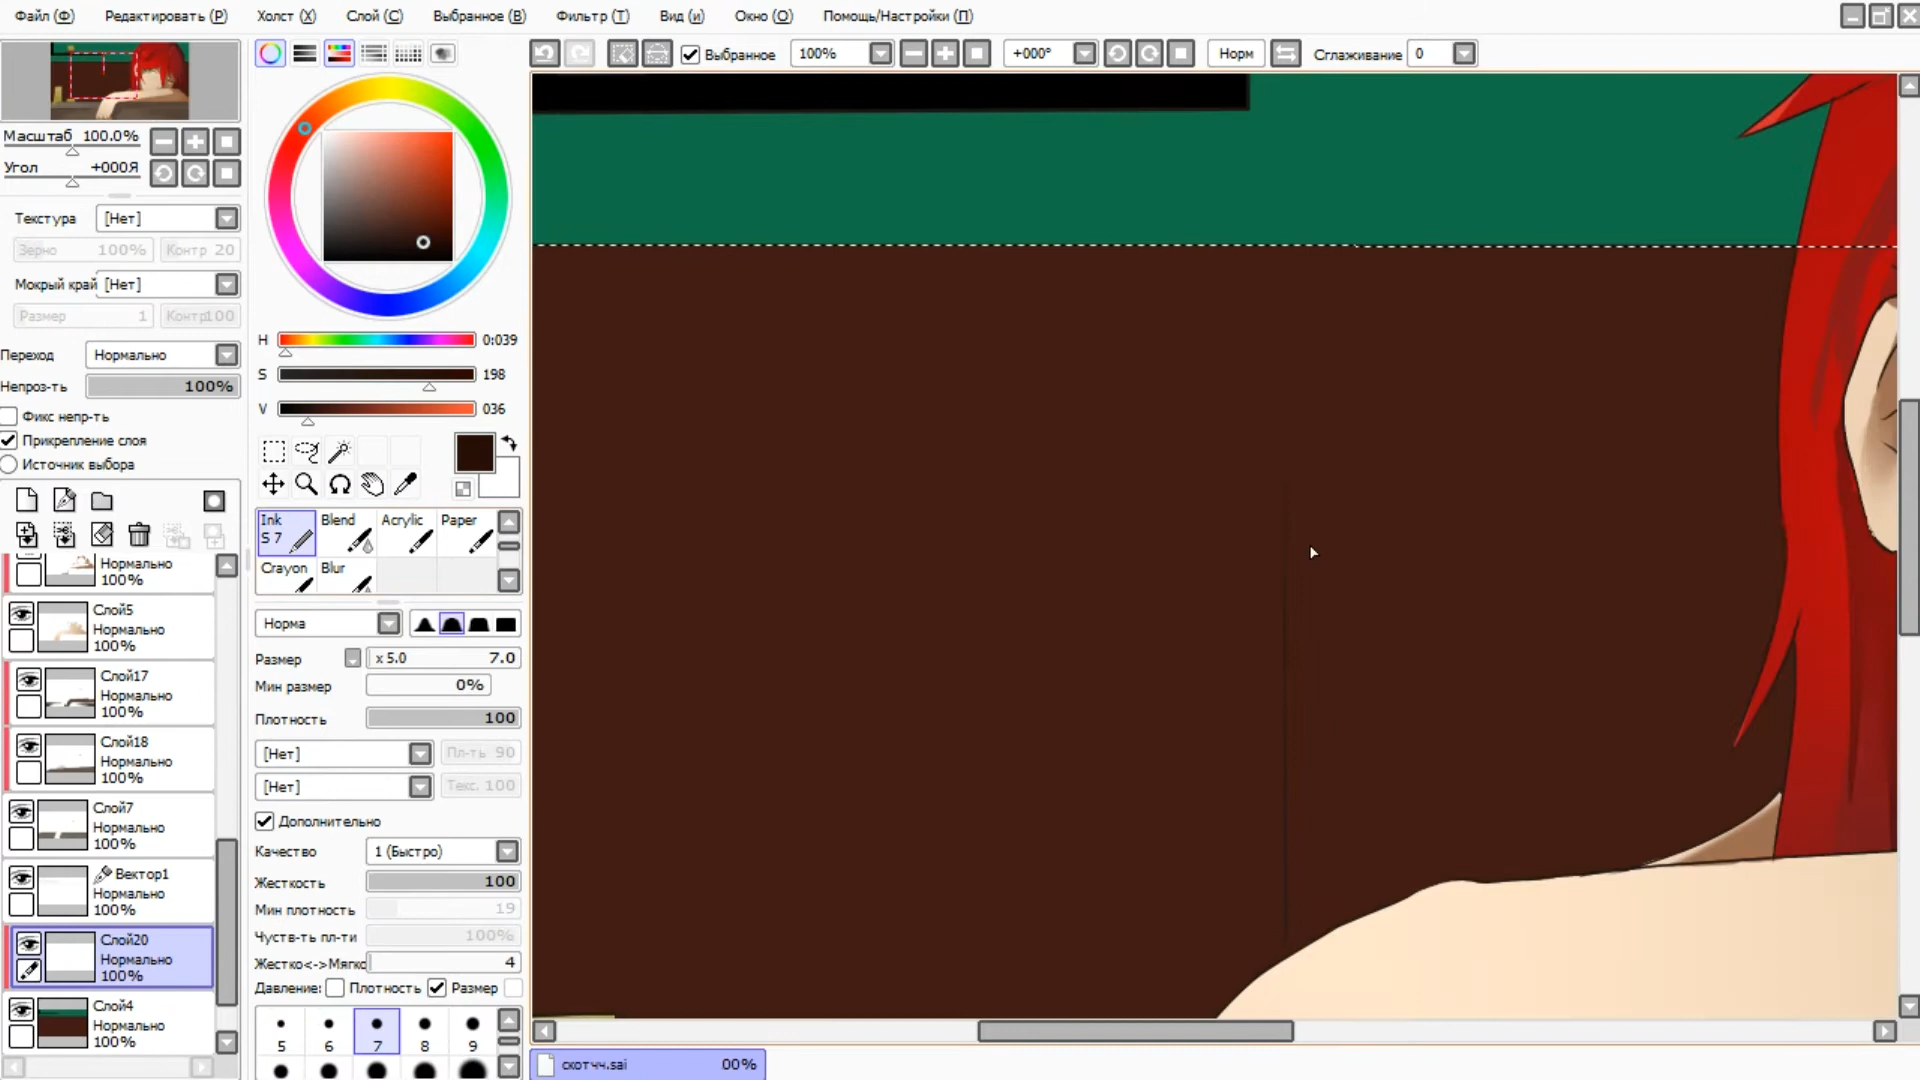 Файл (Ф) Редактировать (Р) Холст (Х) Слой (С) Выбранное (В) Фильтр (Т) Вид (и) Окно (О) Помощь/Настройки (П)
Выбранное 100% +000° Норм Сглаживание 0
Масштаб 100.0%
Угол +000Я
Текстура [Нет]
Зерно 100% Контр 20
Мокрый край [Нет]
Размер 1 Контр100
Переход Нормально
Непроз-ть 100%
Фикс непр-ть
Прикрепление слоя
Источник выбора
Нормально
100%
Слой5
Нормально
100%
Слой17
Нормально
100%
Слой18
Нормально
100%
Слой7
Нормально
100%
Вектор1
Нормально
100%
Слой20
Нормально
100%
Слой4
Нормально
100%
H 0:039
S 198
V 036
Ink
S 7
Blend
Acrylic
Paper
Crayon
Blur
Норма
Размер x 5.0 7.0
Мин размер 0%
Плотность 100
[Нет] Пл-ть 90
[Нет] Текс. 100
Дополнительно
Качество 1 (Быстро)
Жесткость 100
Мин плотность 19
Чуств-ть пл-ти 100%
Жестко<->Мягко 4
Давление: Плотность Размер
5 6 7 8 9
скотчч.sai 00%